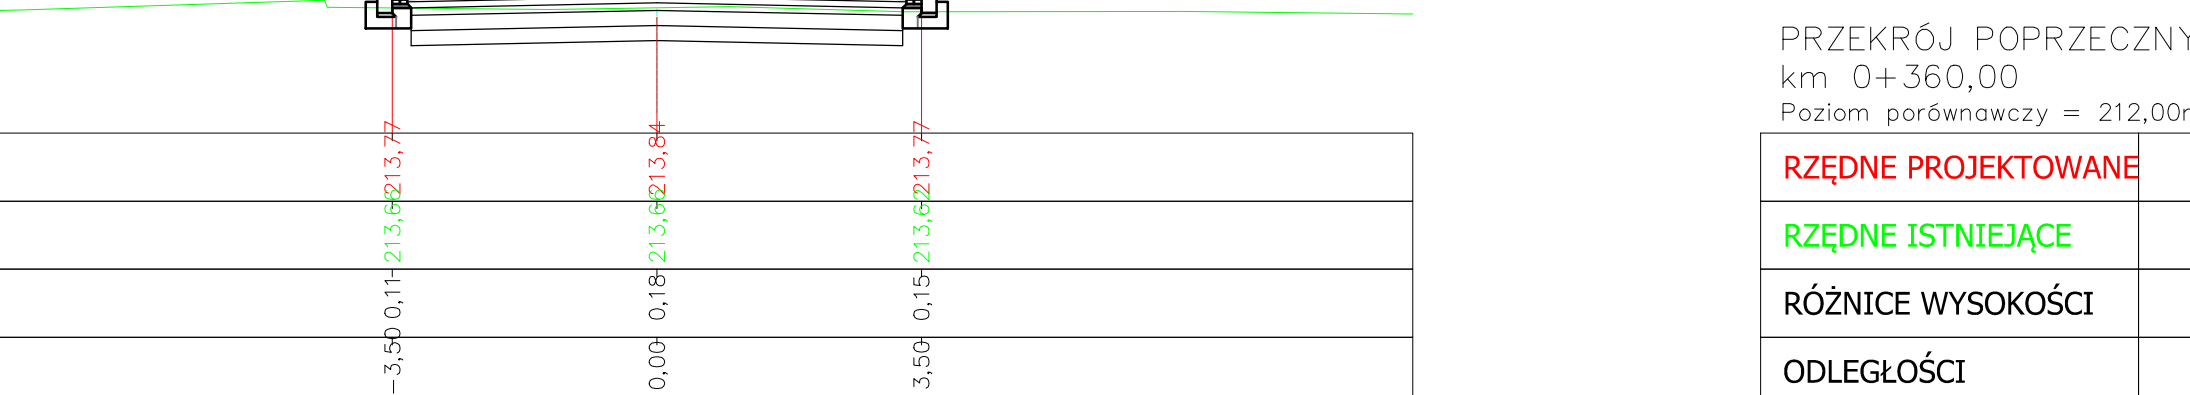 213,77 213,84 213,77
213,66 213,66 213,62
0,11 0,18 0,15
-3,50 0,00 3,50
PRZEKRÓJ POPRZECZNY
km 0+360,00
Poziom porównawczy = 212,00
RZĘDNE PROJEKTOWANE
RZĘDNE ISTNIEJĄCE
RÓŻNICE WYSOKOŚCI
ODLEGŁOŚCI